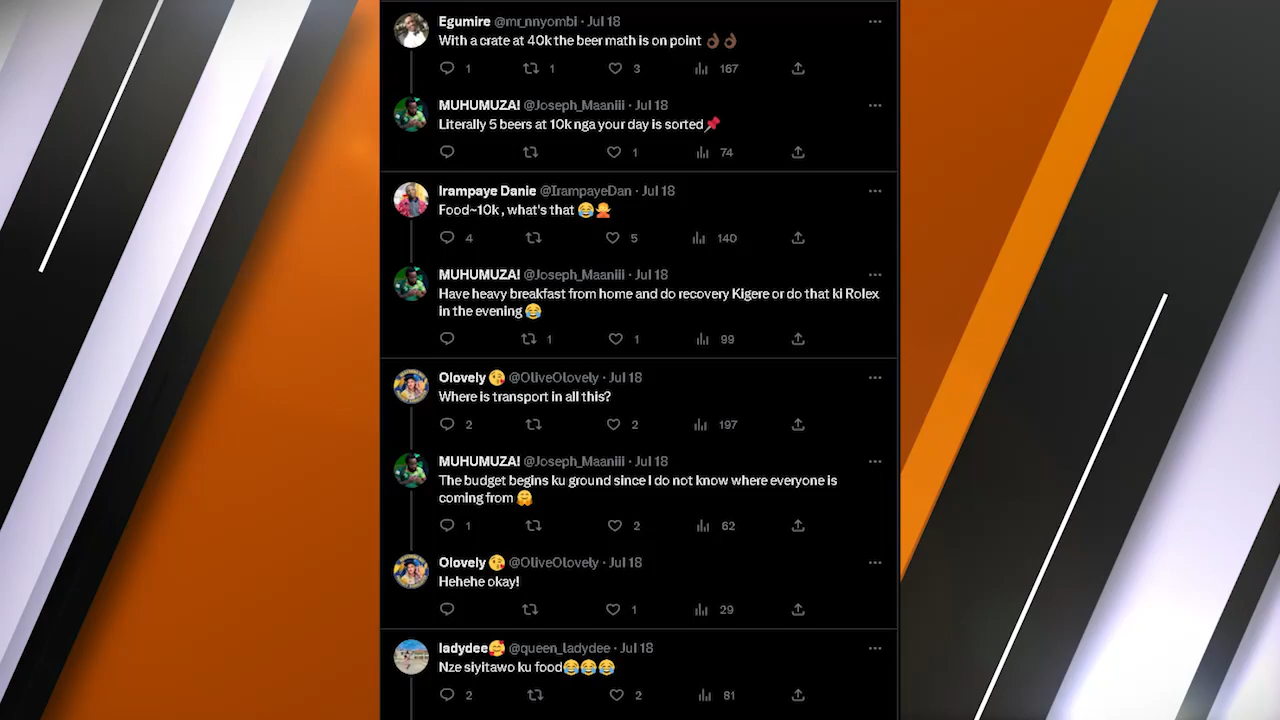 Egumire @mr_nnyombi · Jul 18
With a crate at 40k the beer math is on point 👌🏾👌🏾
1 1 3 167
MUHUMUZA! @Joseph_Maaniii · Jul 18
Literally 5 beers at 10k nga your day is sorted📌
1 74
Irampaye Danie @IrampayeDan · Jul 18
Food~10k, what's that 😂🙅
4 5 140
MUHUMUZA! @Joseph_Maaniii · Jul 18
Have heavy breakfast from home and do recovery Kigere or do that ki Rolex
in the evening 😂
1 1 99
Olovely 😘 @OliveOlovely · Jul 18
Where is transport in all this?
2 2 197
MUHUMUZA! @Joseph_Maaniii · Jul 18
The budget begins ku ground since I do not know where everyone is
coming from 🤗
1 2 62
Olovely 😘 @OliveOlovely · Jul 18
Hehehe okay!
1 29
ladydee🥰 @queen_ladydee · Jul 18
Nze siyitawo ku food😂😂😂
2 2 81